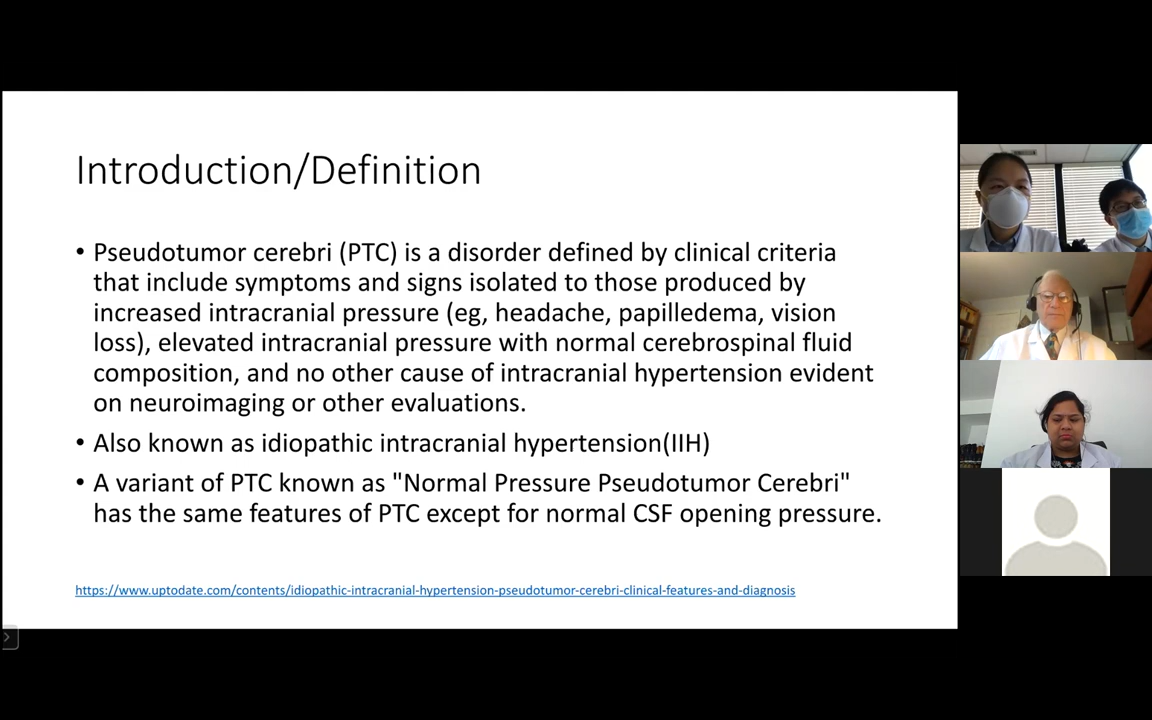 Introduction/Definition
• Pseudotumor cerebri (PTC) is a disorder defined by clinical criteria
that include symptoms and signs isolated to those produced by
increased intracranial pressure (eg, headache, papilledema, vision
loss), elevated intracranial pressure with normal cerebrospinal fluid
composition, and no other cause of intracranial hypertension evident
on neuroimaging or other evaluations.
• Also known as idiopathic intracranial hypertension(IIH)
• A variant of PTC known as "Normal Pressure Pseudotumor Cerebri"
has the same features of PTC except for normal CSF opening pressure.
https://www.uptodate.com/contents/idiopathic-intracranial-hypertension-pseudotumor-cerebri-clinical-features-and-diagnosis